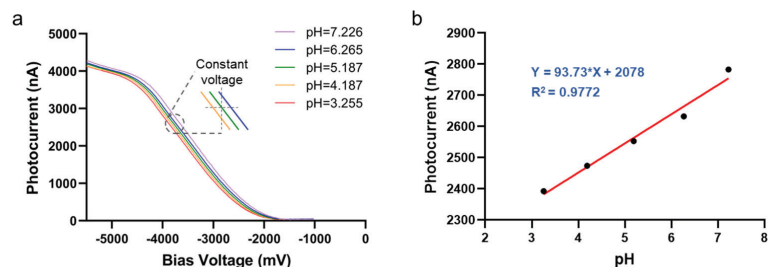 a
pH=7.226
pH=6.265
pH=5.187
pH=4.187
pH=3.255
Constant
voltage
Photocurrent (nA)
5000
4000
3000
2000
1000
0
-5000
-4000
-3000
-2000
-1000
0
Bias Voltage (mV)
b
Y = 93.73*X + 2078
R² = 0.9772
Photocurrent (nA)
2900
2800
2700
2600
2500
2400
2300
2
3
4
5
6
7
8
pH